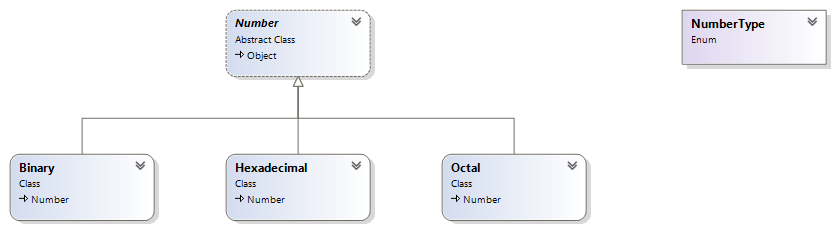 Number
Abstract Class
Object
NumberType
Enum
Binary
Class
Number
Hexadecimal
Class
Number
Octal
Class
Number